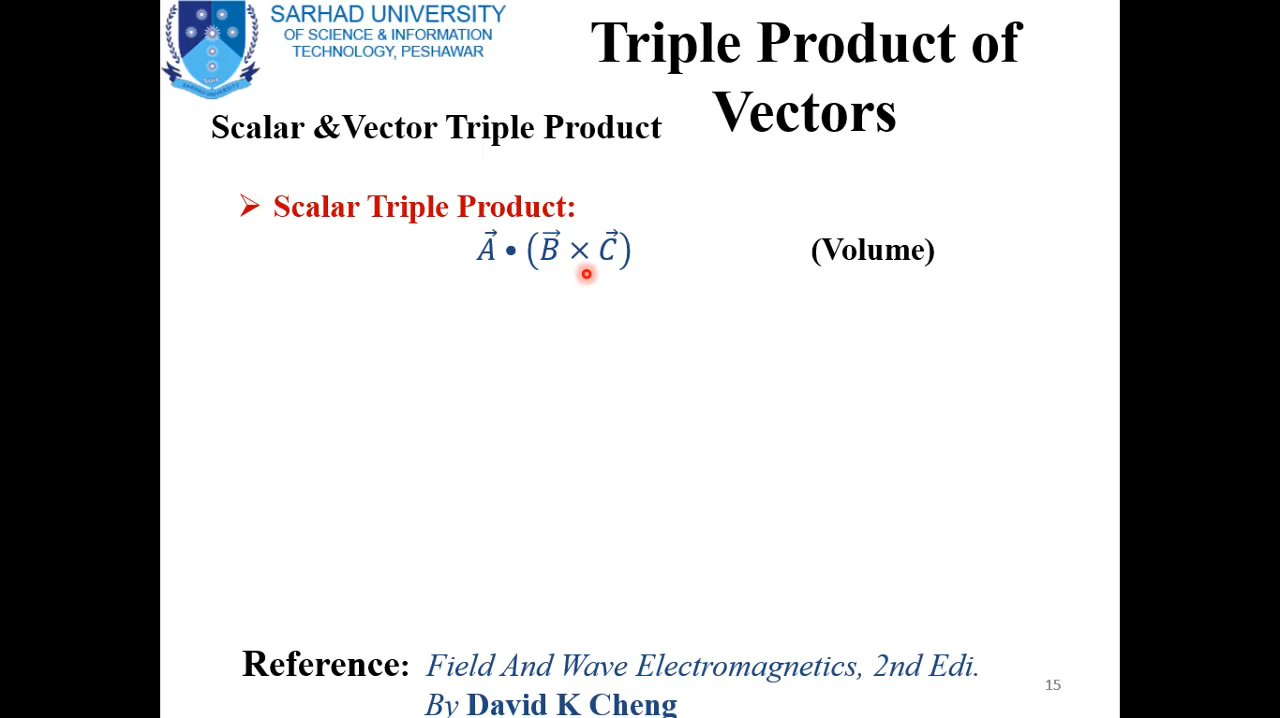 SARHAD UNIVERSITY
OF SCIENCE & INFORMATION
TECHNOLOGY, PESHAWAR
Triple Product of
Vectors
Scalar &Vector Triple Product
➢ Scalar Triple Product:
A⃗ • (B⃗ × C⃗) (Volume)
Reference: Field And Wave Electromagnetics, 2nd Edi.
By David K Cheng
15